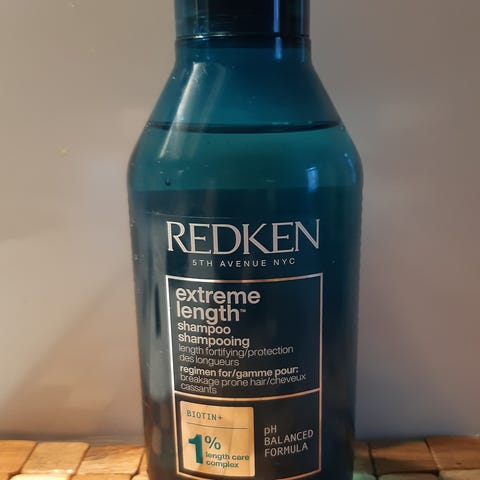 REDKEN
5TH AVENUE NYC
extreme
length™
shampoo
shampooing
length fortifying/protection
des longueurs
regimen for/gamme pour:
breakage prone hair/cheveux
cassants
BIOTIN+
1%
length care
complex
pH
BALANCED
FORMULA